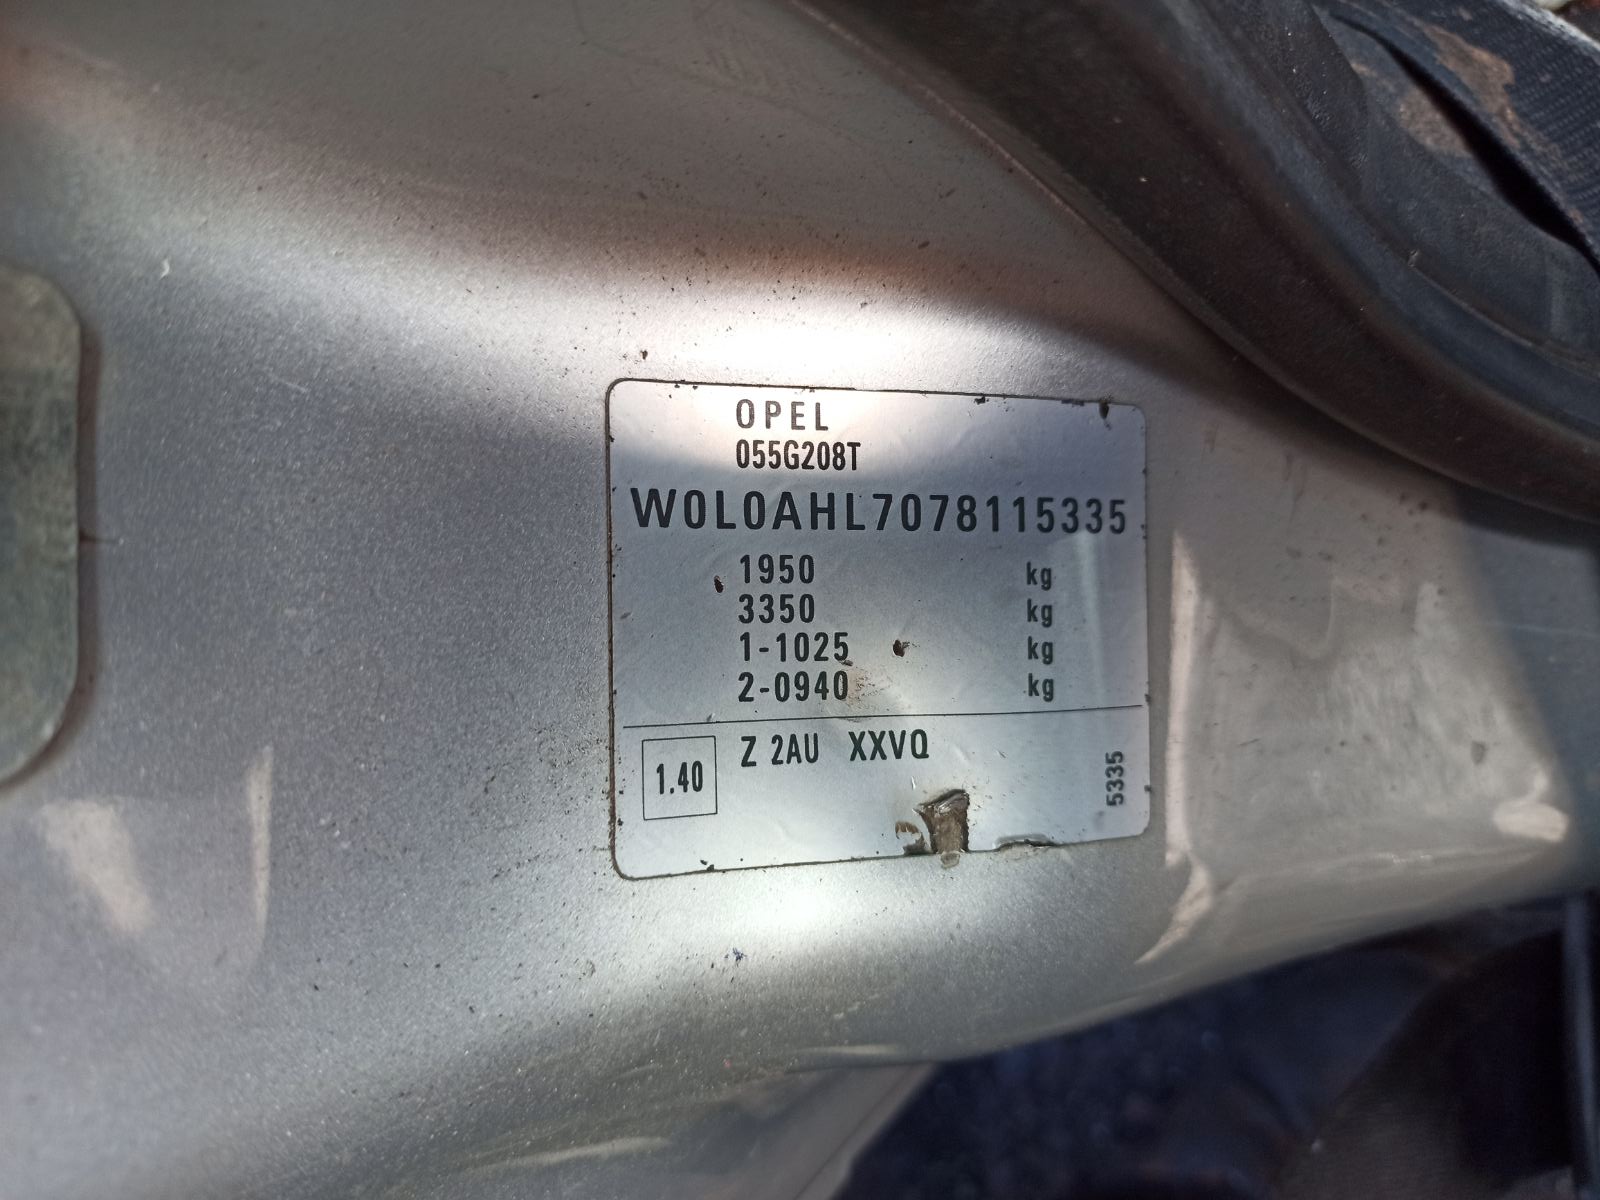 OPEL
055G208T
W0L0AHL7078115335
1950 kg
3350 kg
1-1025 kg
2-0940 kg
1.40 Z 2AU XXVQ
5335